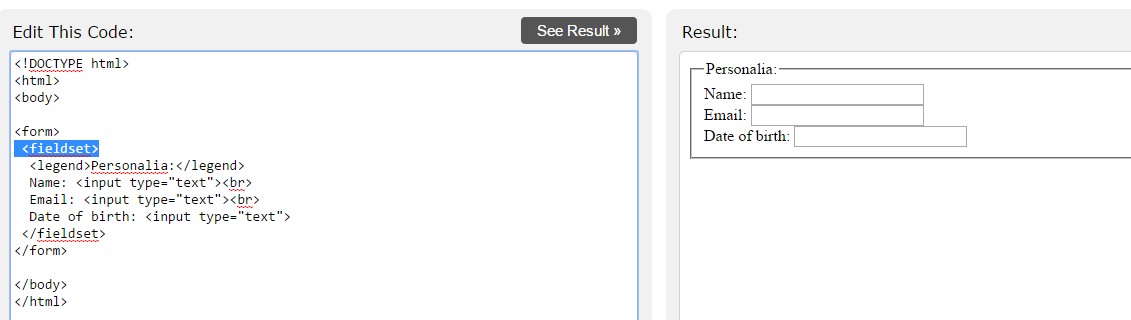 Edit This Code:
See Result »
<!DOCTYPE html>
<html>
<body>
<form>
<fieldset>
<legend>Personalia:</legend>
Name: <input type="text"><br>
Email: <input type="text"><br>
Date of birth: <input type="text">
</fieldset>
</form>
</body>
</html>
Result:
Personalia:
Name:
Email:
Date of birth: